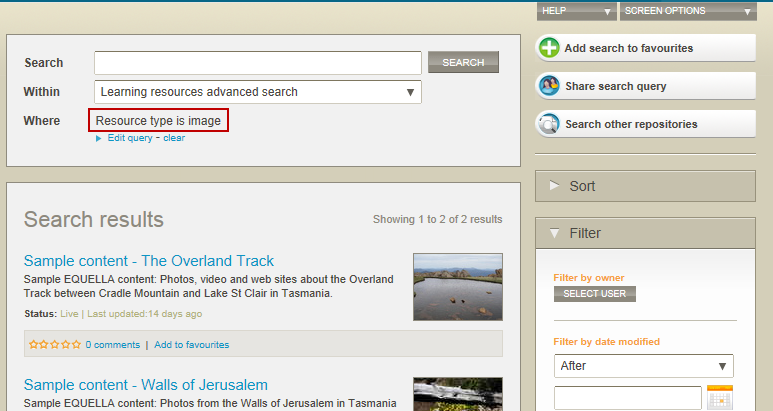 HELP
SCREEN OPTIONS
Search
SEARCH
Within
Learning resources advanced search
Where
Resource type is image
Edit query - clear
Add search to favourites
Share search query
Search other repositories
Sort
Filter
Filter by owner
SELECT USER
Filter by date modified
After
Search results
Showing 1 to 2 of 2 results
Sample content - The Overland Track
Sample EQUELLA content: Photos, video and web sites about the Overland
Track between Cradle Mountain and Lake St Clair in Tasmania.
Status: Live | Last updated:14 days ago
0 comments | Add to favourites
Sample content - Walls of Jerusalem
Sample EQUELLA content: Photos from the Walls of Jerusalem in Tasmania